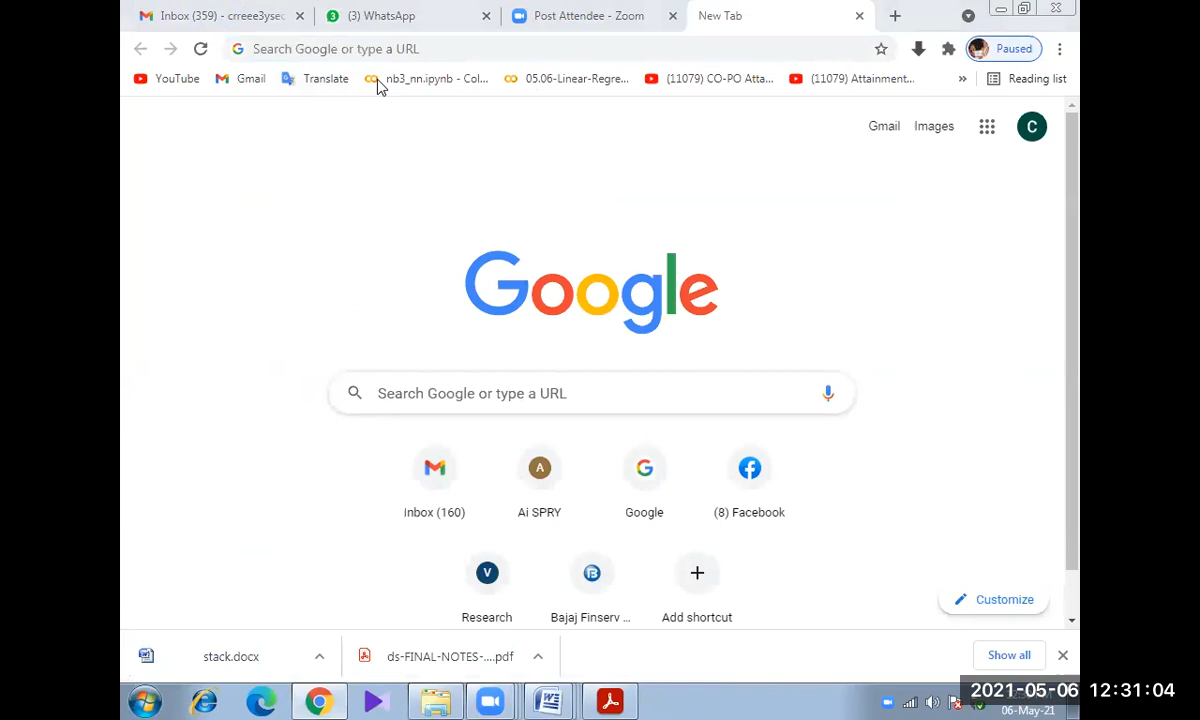 Inbox (359) - crreee3ysec
(3) WhatsApp
Post Attendee - Zoom
New Tab
Search Google or type a URL
Paused
YouTube
Gmail
Translate
nb3_nn.ipynb - Col...
05.06-Linear-Regre...
(11079) CO-PO Atta...
(11079) Attainment...
»
Reading list
Gmail
Images
C
Google
Search Google or type a URL
A
Inbox (160)
Ai SPRY
Google
(8) Facebook
V
B
Research
Bajaj Finserv ...
Add shortcut
Customize
stack.docx
ds-FINAL-NOTES-....pdf
Show all
2021-05-06 12:31:04
06-May-21